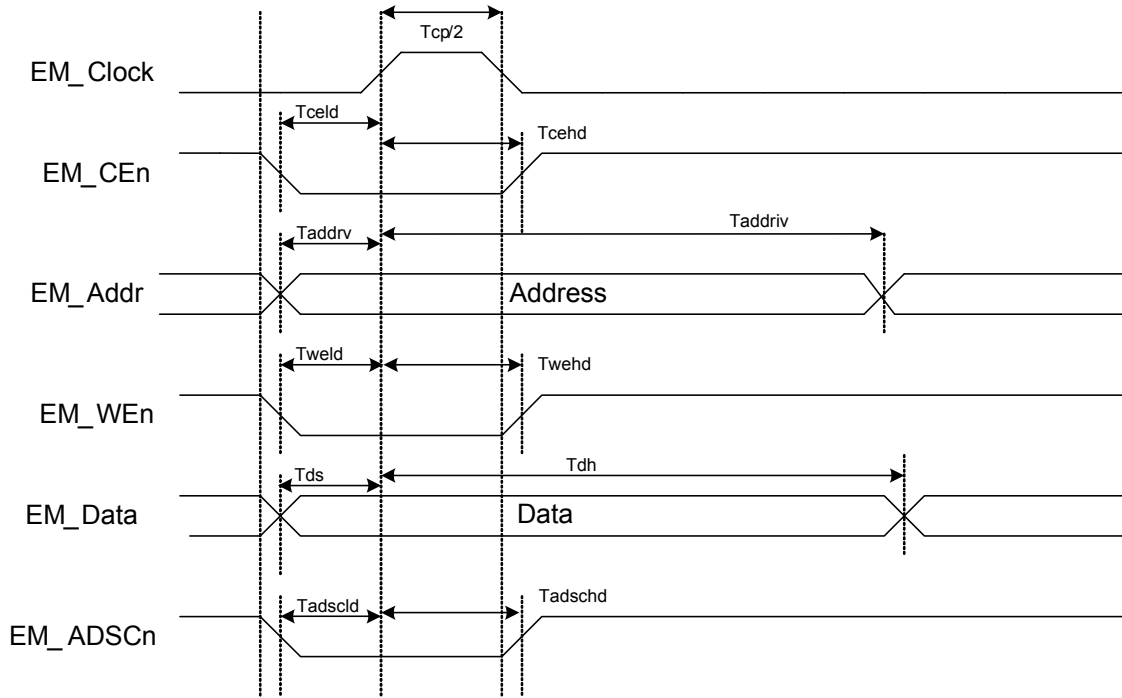 Tcp/2
EM_Clock
Tceld
Tcehd
EM_CEn
Taddrv
Taddriv
EM_Addr
Address
Tweld
Twehd
EM_WEn
Tds
Tdh
EM_Data
Data
Tadscld
Tadschd
EM_ADSCn